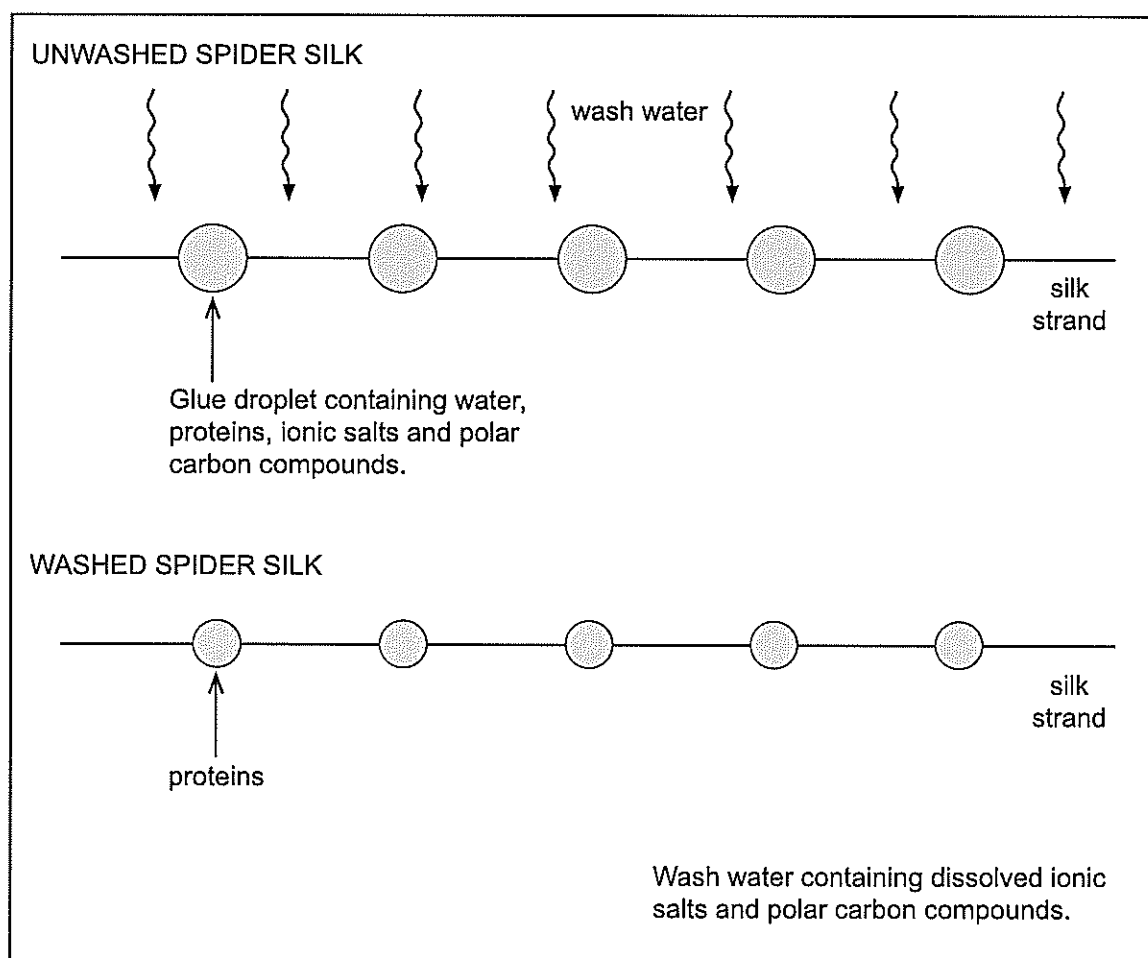 UNWASHED SPIDER SILK
wash water
silk
strand
Glue droplet containing water,
proteins, ionic salts and polar
carbon compounds.
WASHED SPIDER SILK
silk
strand
proteins
Wash water containing dissolved ionic
salts and polar carbon compounds.